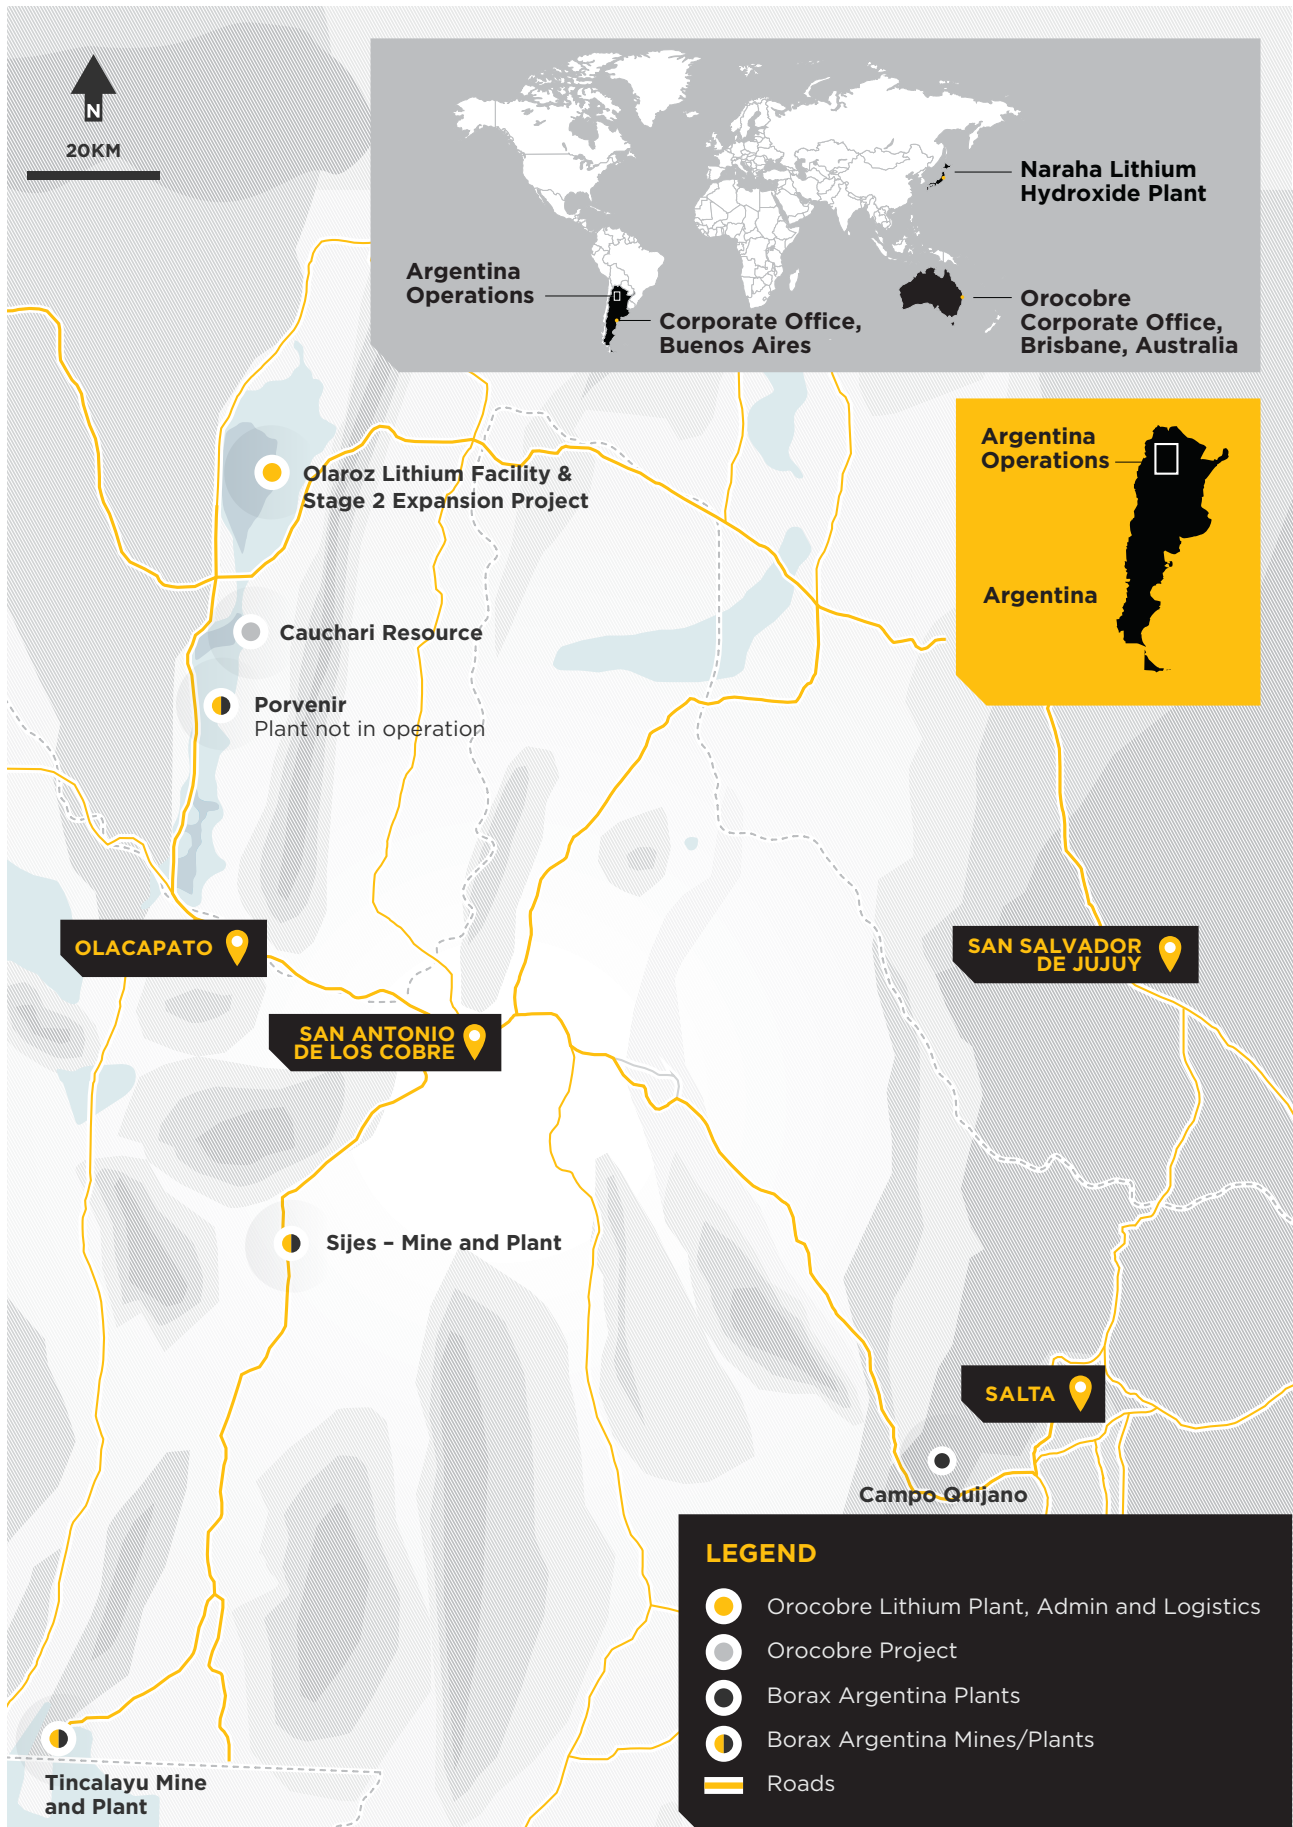 N
20KM
Naraha Lithium
Hydroxide Plant
Argentina
Operations
Corporate Office,
Buenos Aires
Orocobre
Corporate Office,
Brisbane, Australia
Argentina
Operations
Argentina
Olaroz Lithium Facility &
Stage 2 Expansion Project
Cauchari Resource
Porvenir
Plant not in operation
OLACAPATO
SAN SALVADOR
DE JUJUY
SAN ANTONIO
DE LOS COBRE
Sijes – Mine and Plant
SALTA
Campo Quijano
Tincalayu Mine
and Plant
LEGEND
Orocobre Lithium Plant, Admin and Logistics
Orocobre Project
Borax Argentina Plants
Borax Argentina Mines/Plants
Roads